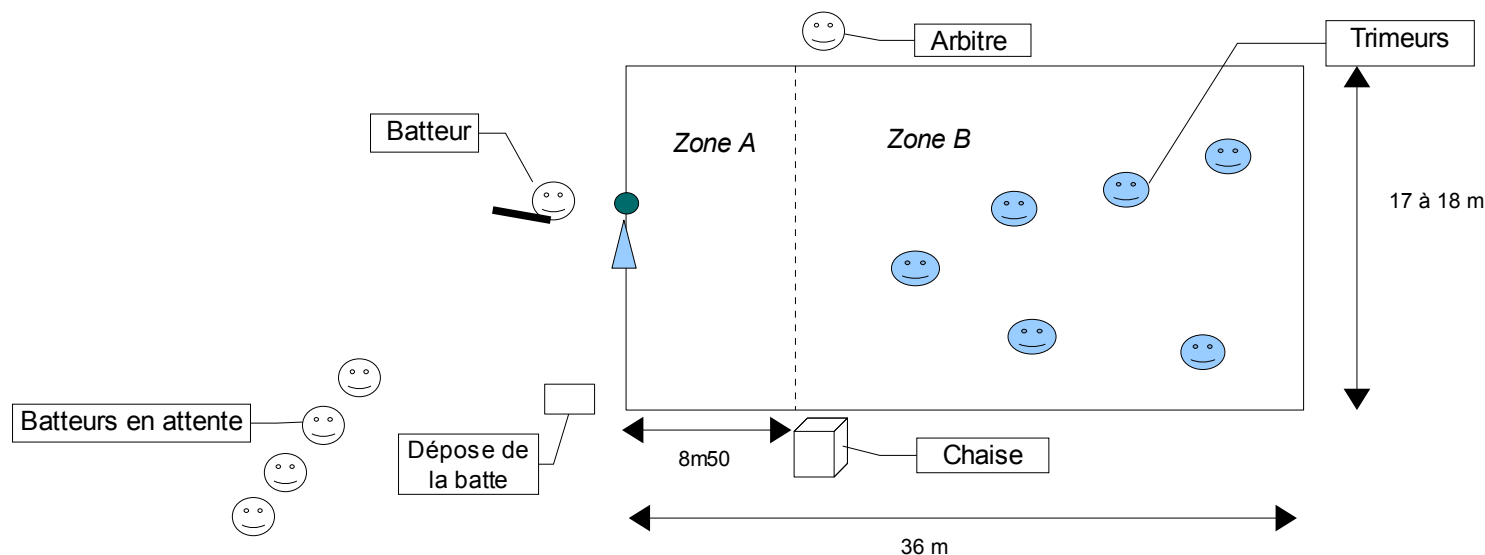 Arbitre
Trimeurs
Batteur
Zone A
Zone B
17 à 18 m
Batteurs en attente
Dépose de
la batte
8m50
Chaise
36 m